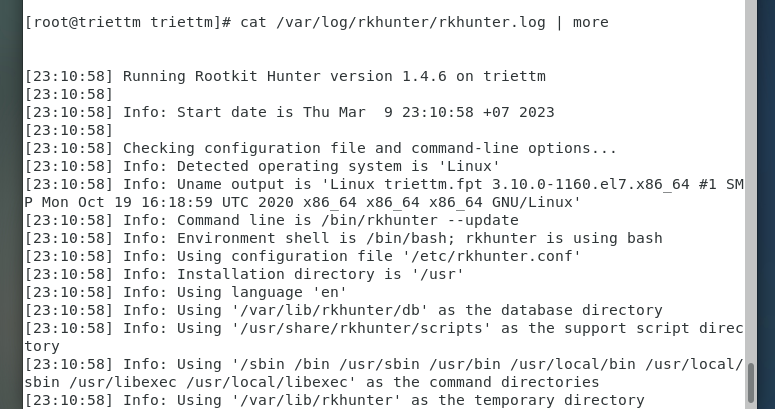 [root@triettm triettm]# cat /var/log/rkhunter/rkhunter.log | more
[23:10:58] Running Rootkit Hunter version 1.4.6 on triettm
[23:10:58]
[23:10:58] Info: Start date is Thu Mar  9 23:10:58 +07 2023
[23:10:58]
[23:10:58] Checking configuration file and command-line options...
[23:10:58] Info: Detected operating system is 'Linux'
[23:10:58] Info: Uname output is 'Linux triettm.fpt 3.10.0-1160.el7.x86_64 #1 SM
P Mon Oct 19 16:18:59 UTC 2020 x86_64 x86_64 x86_64 GNU/Linux'
[23:10:58] Info: Command line is /bin/rkhunter --update
[23:10:58] Info: Environment shell is /bin/bash; rkhunter is using bash
[23:10:58] Info: Using configuration file '/etc/rkhunter.conf'
[23:10:58] Info: Installation directory is '/usr'
[23:10:58] Info: Using language 'en'
[23:10:58] Info: Using '/var/lib/rkhunter/db' as the database directory
[23:10:58] Info: Using '/usr/share/rkhunter/scripts' as the support script direc
tory
[23:10:58] Info: Using '/sbin /bin /usr/sbin /usr/bin /usr/local/bin /usr/local/
sbin /usr/libexec /usr/local/libexec' as the command directories
[23:10:58] Info: Using '/var/lib/rkhunter' as the temporary directory